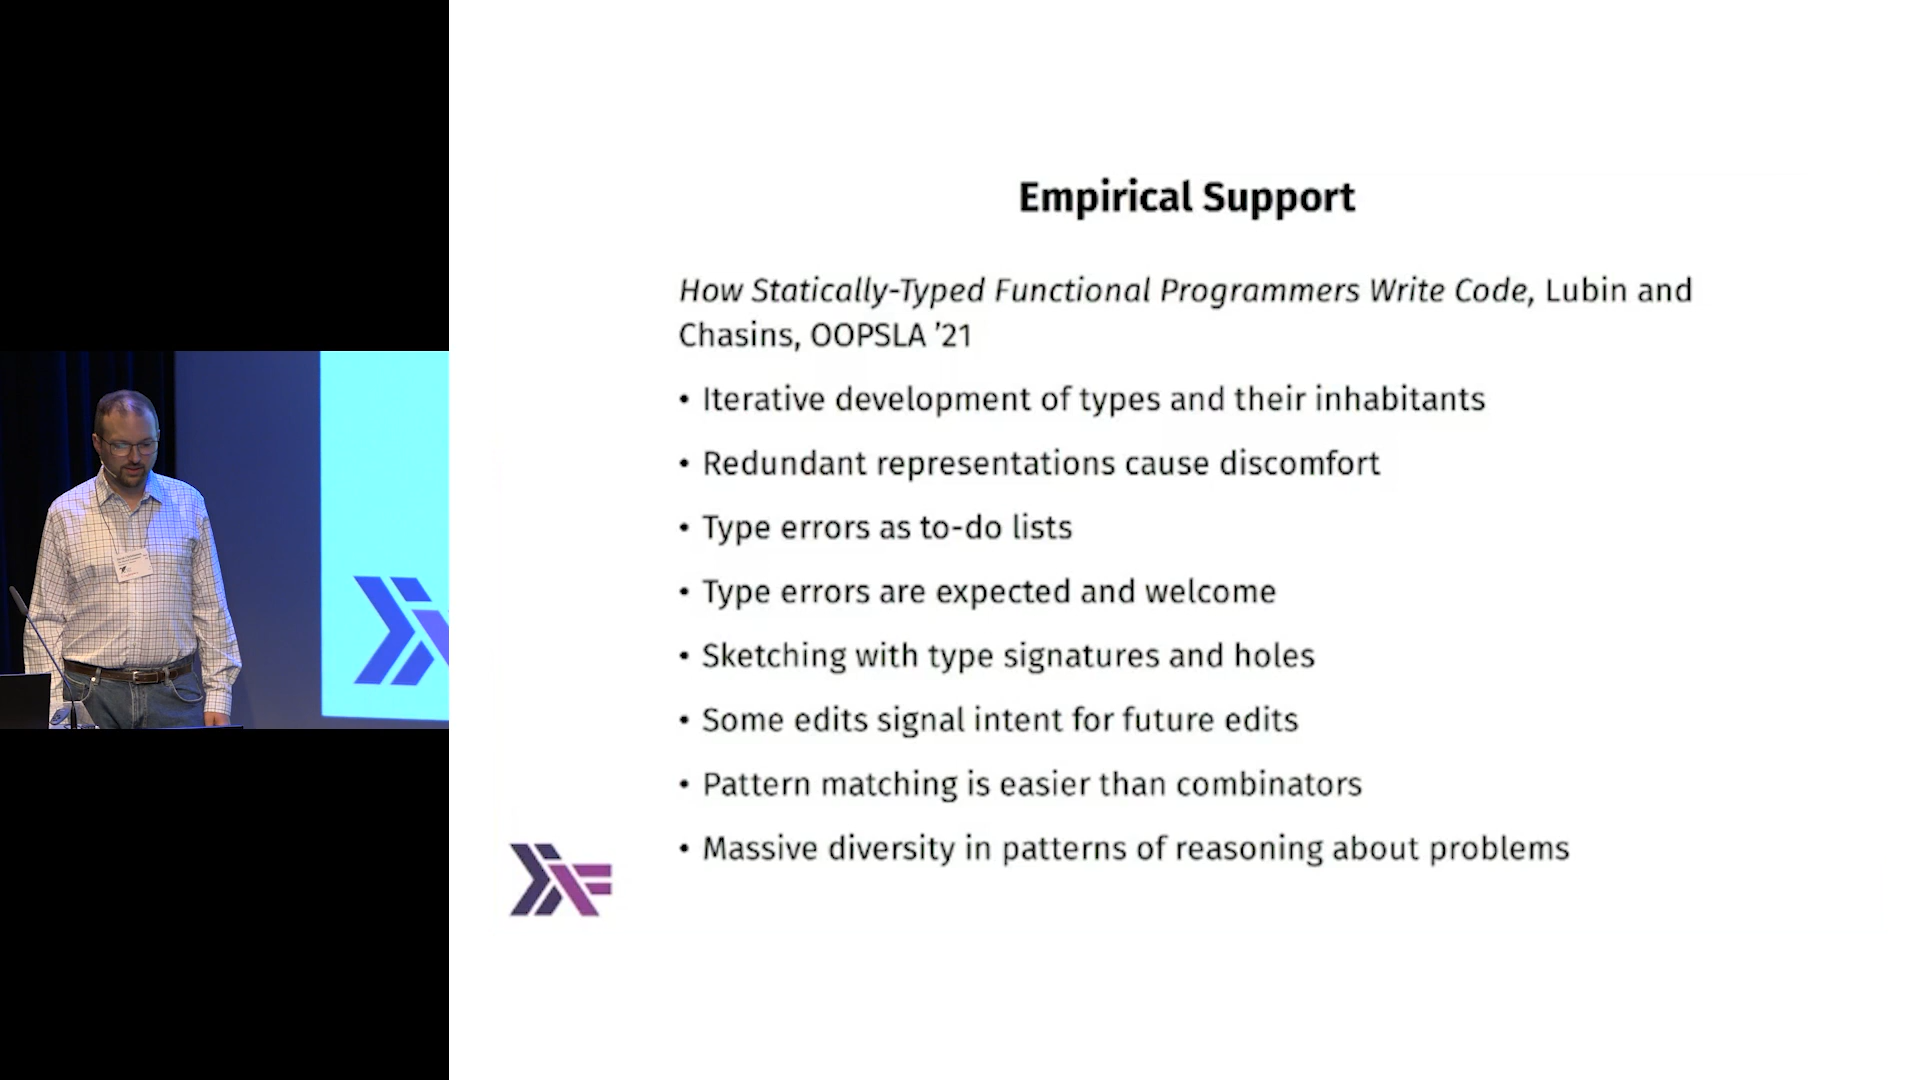 Empirical Support
How Statically-Typed Functional Programmers Write Code, Lubin and
Chasins, OOPSLA ’21
• Iterative development of types and their inhabitants
• Redundant representations cause discomfort
• Type errors as to-do lists
• Type errors are expected and welcome
• Sketching with type signatures and holes
• Some edits signal intent for future edits
• Pattern matching is easier than combinators
• Massive diversity in patterns of reasoning about problems